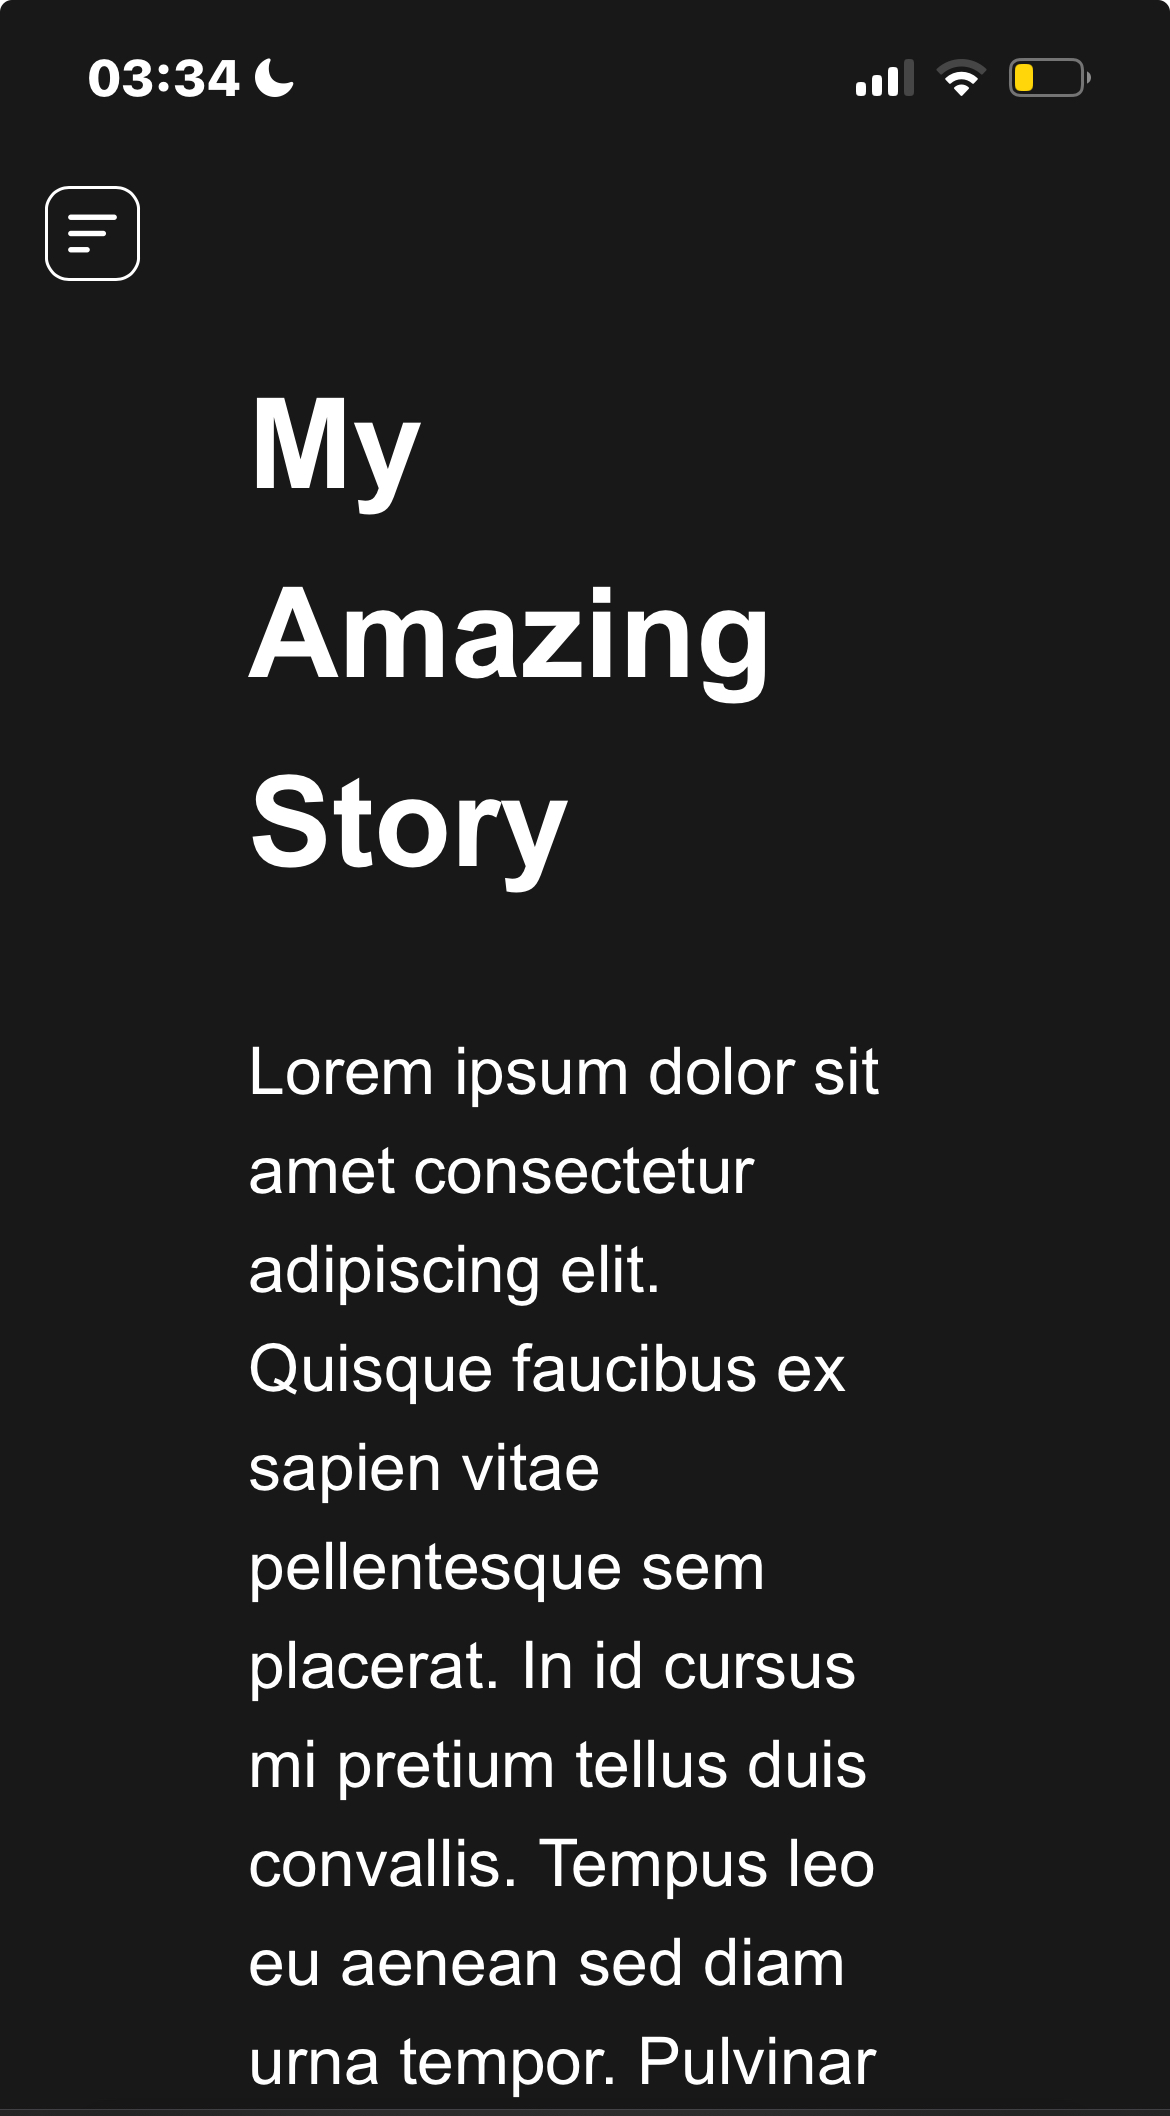 03:34
My
Amazing
Story
Lorem ipsum dolor sit
amet consectetur
adipiscing elit.
Quisque faucibus ex
sapien vitae
pellentesque sem
placerat. In id cursus
mi pretium tellus duis
convallis. Tempus leo
eu aenean sed diam
urna tempor. Pulvinar